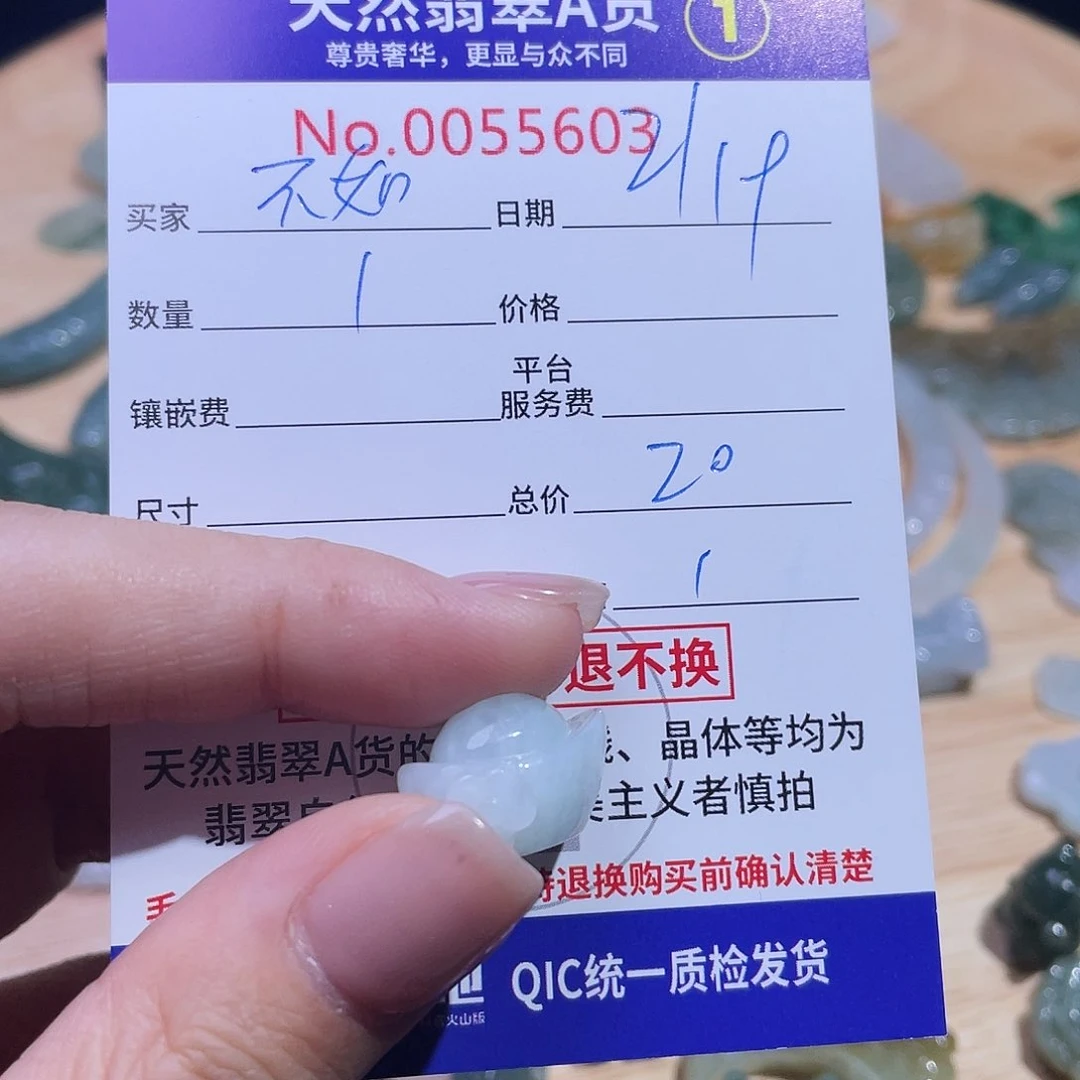 天然翡翠A货 1
尊贵奢华，更显与众不同
No.0055603
买家 不如 日期 2/19
数量 1 价格
平台
镶嵌费 服务费
尺寸 总价 20
1
退不换
天然翡翠A货的 、晶体等均为
翡翠 主义者慎拍
退换购买前确认清楚
QIC统一质检发货
火山版